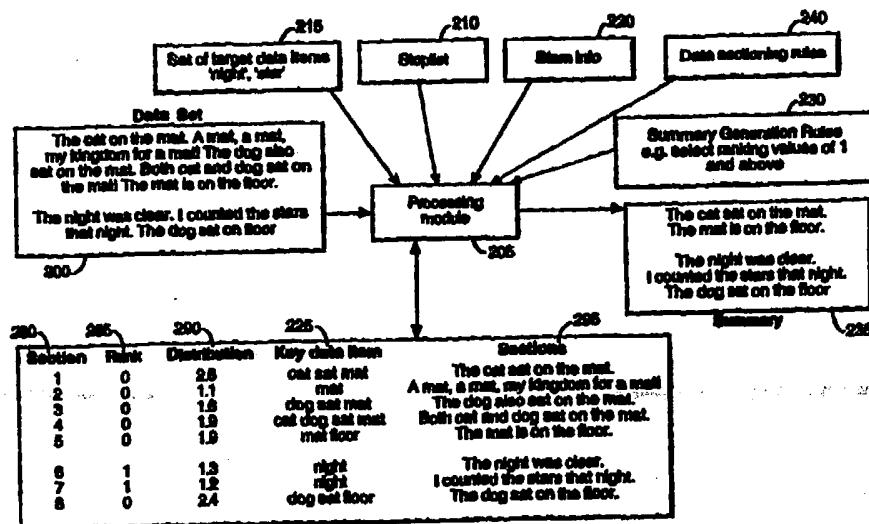 215
210
220
240
Set of target data items
'night', 'star'
Stoplist
Stem info
Data sectioning rules
230
Data Set
The cat on the mat. A mat, a mat,
my kingdom for a mat! The dog also
sat on the mat. Both cat and dog sat on
the mat! The mat is on the floor.
The night was clear. I counted the stars
that night. The dog sat on floor
200
Processing
module
205
Summary Generation Rules
e.g. select ranking values of 1
and above
The cat sat on the mat.
The mat is on the floor.
The night was clear.
I counted the stars that night.
The dog sat on the floor
Summary
235
280 285 290 225 295
Section Rank Distribution Key data item Sections
1 0 2.6 cat sat mat The cat sat on the mat.
2 0 1.1 mat A mat, a mat, my kingdom for a mat!
3 0 1.6 dog sat mat The dog also sat on the mat.
4 0 1.9 cat dog sat mat Both cat and dog sat on the mat.
5 0 1.9 mat floor The mat is on the floor.
6 1 1.3 night The night was clear.
7 1 1.2 night I counted the stars that night.
8 0 2.4 dog sat floor The dog sat on the floor.